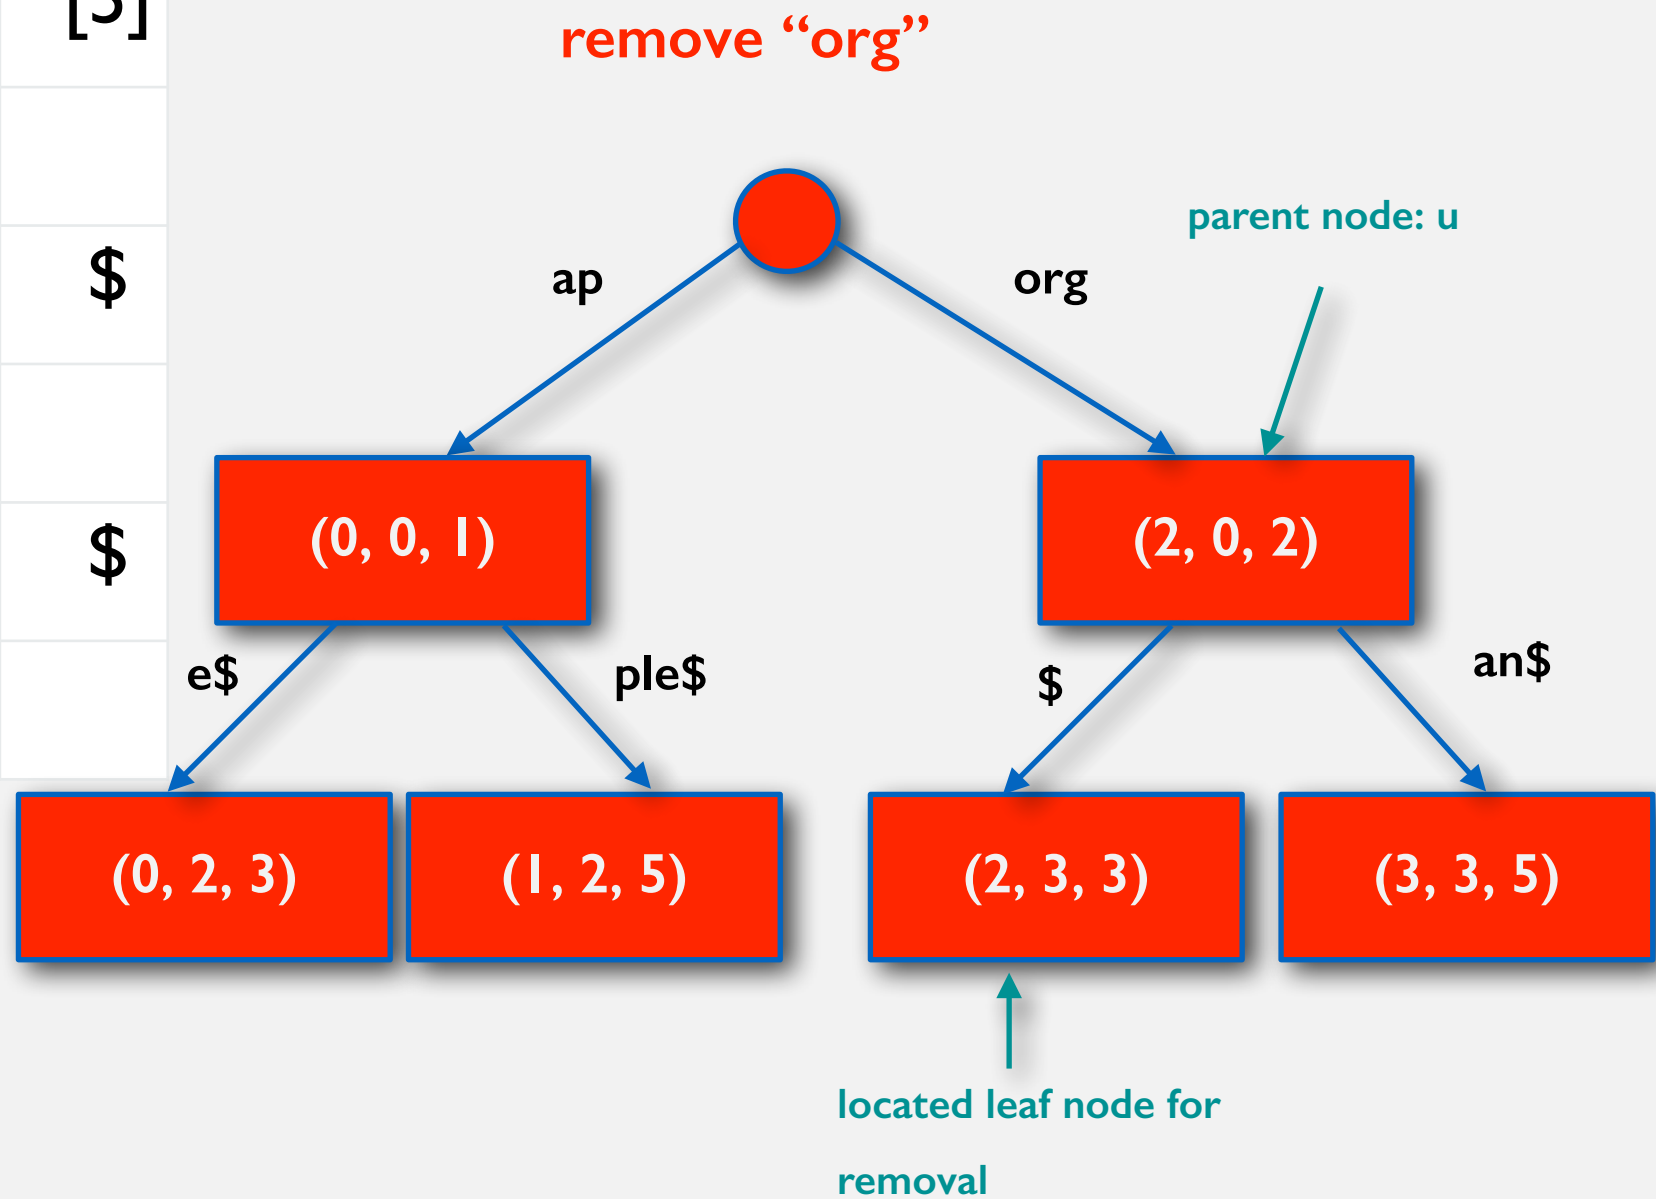 [5]
remove “org”
parent node: u
$
ap
org
$
(0, 0, 1)
(2, 0, 2)
e$
ple$
$
an$
(0, 2, 3)
(1, 2, 5)
(2, 3, 3)
(3, 3, 5)
located leaf node for
removal